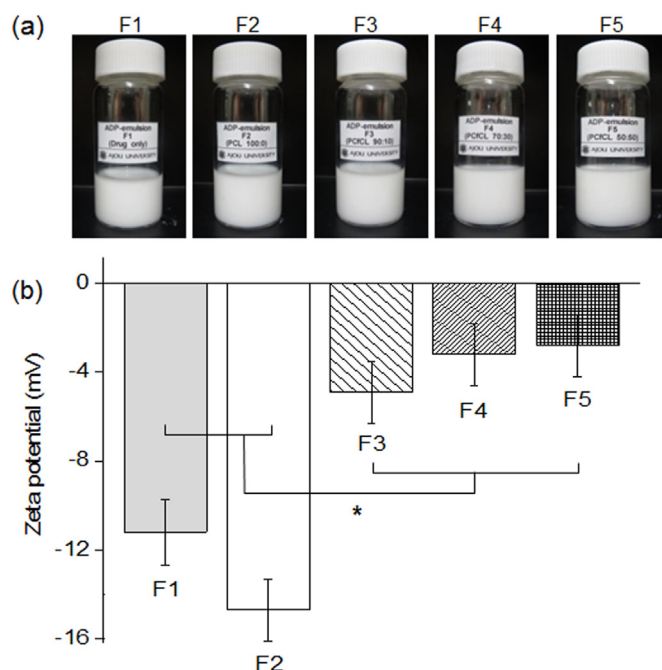 (a) F1 F2 F3 F4 F5
ADP-emulsion
F1
(Drug only)
AJOU UNIVERSITY
ADP-emulsion
F2
(PCL 100:0)
AJOU UNIVERSITY
ADP-emulsion
F3
(PCfCL 90:10)
AJOU UNIVERSITY
ADP-emulsion
F4
(PCfCL 70:30)
AJOU UNIVERSITY
ADP-emulsion
F5
(PCfCL 50:50)
AJOU UNIVERSITY
(b)
Zeta potential (mV)
0
-4
-8
-12
-16
F1
F2
F3
F4
F5
*